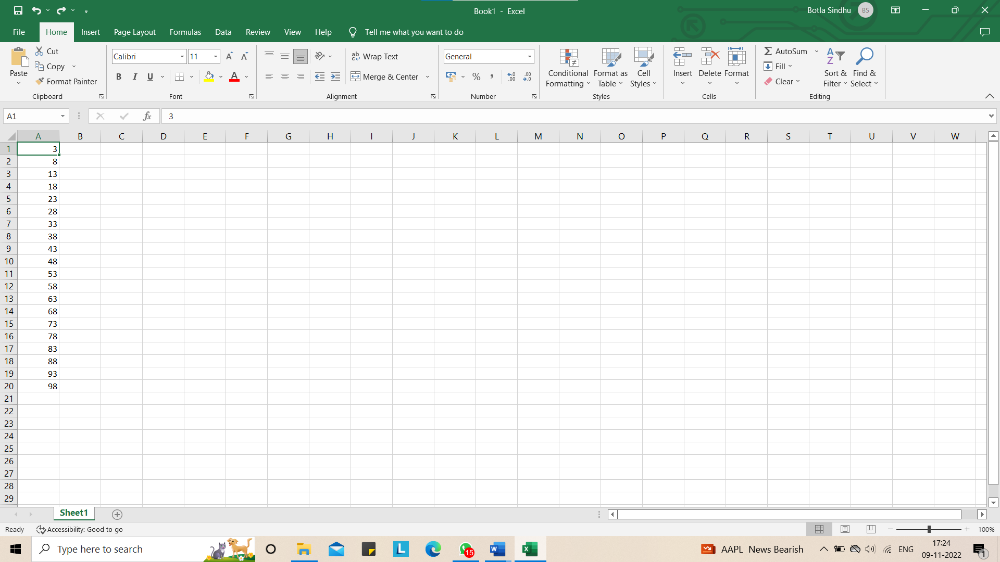 Book1 - Excel
Botla Sindhu BS
File Home Insert Page Layout Formulas Data Review View Help Tell me what you want to do
Paste
Cut
Copy
Format Painter
Clipboard
Calibri 11
B I U A
Font
Wrap Text
Merge & Center
Alignment
General
% ,
Number
Conditional Formatting
Format as Table
Cell Styles
Styles
Insert Delete Format
Cells
AutoSum
Fill
Clear
Sort & Filter
Find & Select
Editing
A1 fx 3
A B C D E F G H I J K L M N O P Q R S T U V W
1 3
2 8
3 13
4 18
5 23
6 28
7 33
8 38
9 43
10 48
11 53
12 58
13 63
14 68
15 73
16 78
17 83
18 88
19 93
20 98
21
22
23
24
25
26
27
28
29
Sheet1
Ready Accessibility: Good to go 100%
Type here to search 15 AAPL News Bearish ENG 17:24
09-11-2022 1